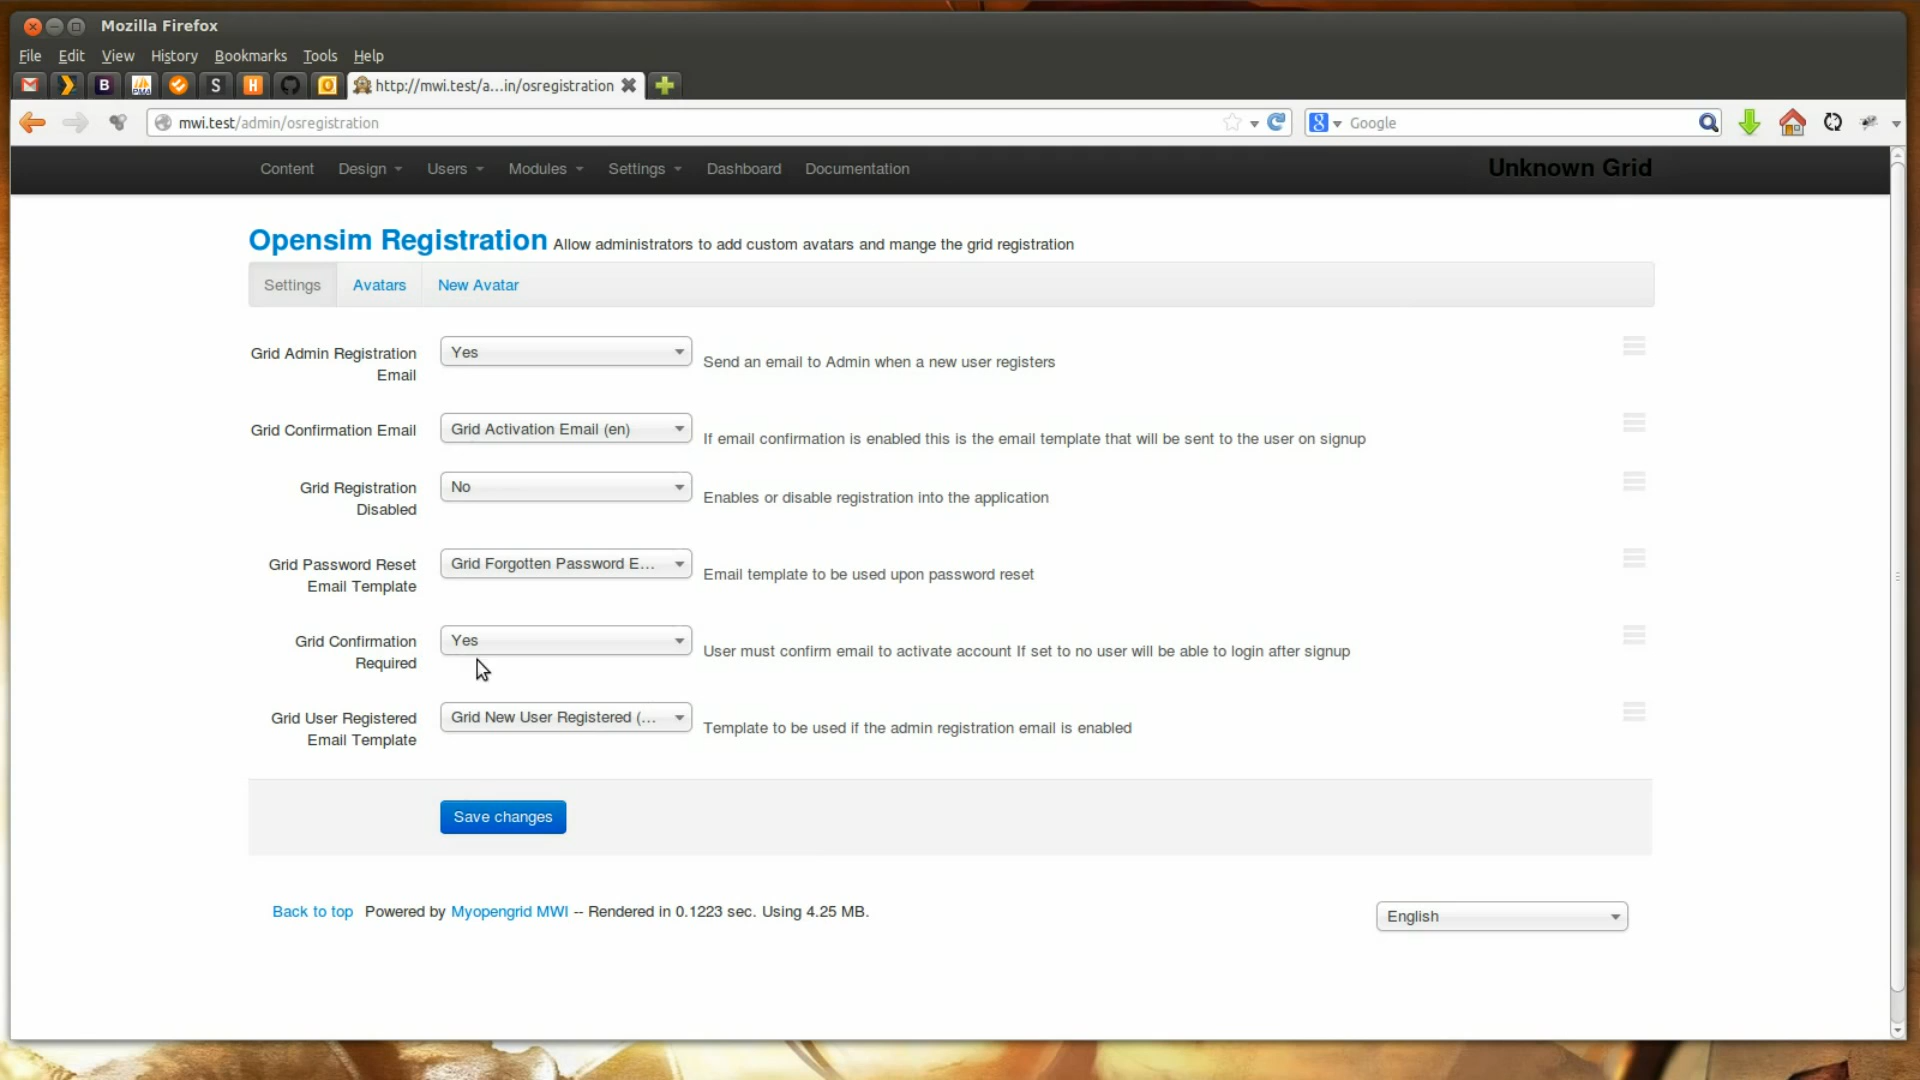 Mozilla Firefox
File Edit View History Bookmarks Tools Help
B PMA S H O http://mwi.test/a...in/osregistration
mwi.test/admin/osregistration 8 Google
Content Design Users Modules Settings Dashboard Documentation Unknown Grid
Opensim Registration Allow administrators to add custom avatars and mange the grid registration
Settings Avatars New Avatar
Grid Admin Registration Email Yes Send an email to Admin when a new user registers
Grid Confirmation Email Grid Activation Email (en) If email confirmation is enabled this is the email template that will be sent to the user on signup
Grid Registration Disabled No Enables or disable registration into the application
Grid Password Reset Email Template Grid Forgotten Password E... Email template to be used upon password reset
Grid Confirmation Required Yes User must confirm email to activate account If set to no user will be able to login after signup
Grid User Registered Email Template Grid New User Registered (... Template to be used if the admin registration email is enabled
Save changes
Back to top Powered by Myopengrid MWI -- Rendered in 0.1223 sec. Using 4.25 MB. English